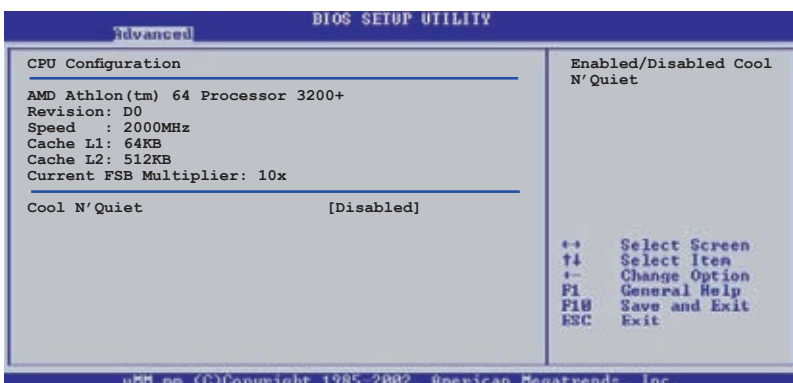 BIOS SETUP UTILITY
Advanced
CPU Configuration
AMD Athlon(tm) 64 Processor 3200+
Revision: D0
Speed : 2000MHz
Cache L1: 64KB
Cache L2: 512KB
Current FSB Multiplier: 10x
Cool N'Quiet [Disabled]
Enabled/Disabled Cool
N'Quiet
↔ Select Screen
↑↓ Select Item
+- Change Option
F1 General Help
F10 Save and Exit
ESC Exit
(C)Copyright 1985-2002, American Megatrends, Inc